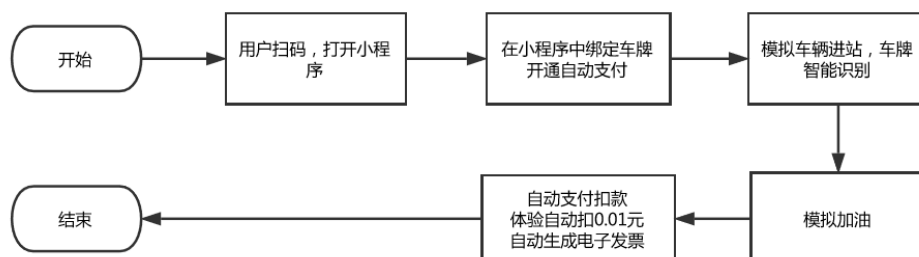 开始
用户扫码，打开小程
序
在小程序中绑定车牌
开通自动支付
模拟车辆进站，车牌
智能识别
模拟加油
自动支付扣款
体验自动扣0.01元
自动生成电子发票
结束